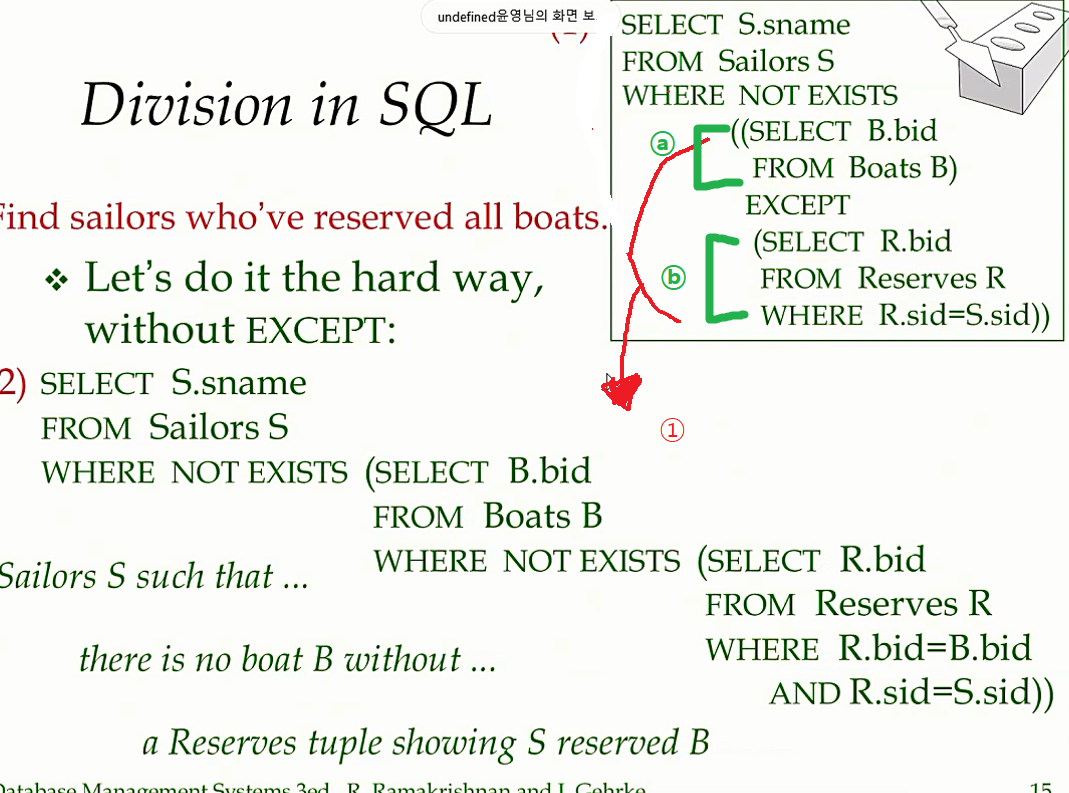 undefined윤영님의 화면 보
Division in SQL
SELECT S.sname
FROM Sailors S
WHERE NOT EXISTS
ⓐ ((SELECT B.bid
FROM Boats B)
EXCEPT
ⓑ (SELECT R.bid
FROM Reserves R
WHERE R.sid=S.sid))
①
Find sailors who've reserved all boats.
❖ Let's do it the hard way,
without EXCEPT:
2) SELECT S.sname
FROM Sailors S
WHERE NOT EXISTS (SELECT B.bid
FROM Boats B
WHERE NOT EXISTS (SELECT R.bid
FROM Reserves R
WHERE R.bid=B.bid
AND R.sid=S.sid))
Sailors S such that ...
there is no boat B without ...
a Reserves tuple showing S reserved B
Database Management Systems 3ed, R. Ramakrishnan and J. Gehrke
15